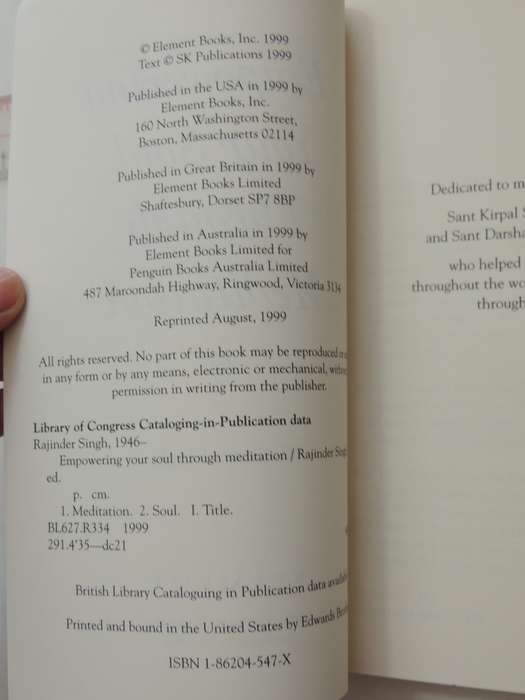 © Element Books, Inc. 1999
Text © SK Publications 1999
Published in the USA in 1999 by
Element Books, Inc.
160 North Washington Street,
Boston, Massachusetts 02114
Published in Great Britain in 1999 by
Element Books Limited
Shaftesbury, Dorset SP7 8BP
Published in Australia in 1999 by
Element Books Limited for
Penguin Books Australia Limited
487 Maroondah Highway, Ringwood, Victoria 3134
Reprinted August, 1999
All rights reserved. No part of this book may be reproduced
in any form or by any means, electronic or mechanical,
permission in writing from the publisher.
Library of Congress Cataloging-in-Publication data
Rajinder Singh, 1946–
Empowering your soul through meditation / Rajinder
ed.
p. cm.
1. Meditation. 2. Soul. I. Title.
BL627.R334 1999
291.4'35—dc21
British Library Cataloguing in Publication data
Printed and bound in the United States by Edwards
ISBN 1-86204-547-X
Dedicated to
Sant Kirpal
and Sant
who helped
throughout the